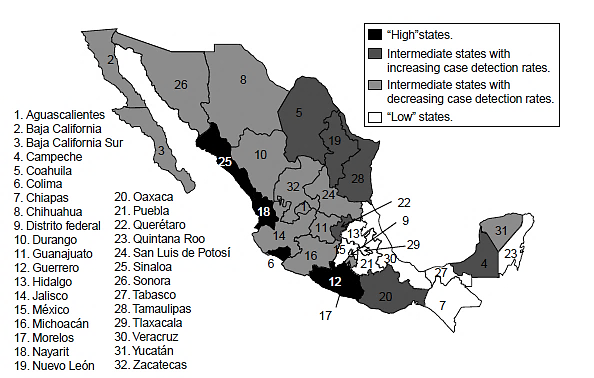 "High"states.
Intermediate states with
increasing case detection rates.
Intermediate states with
decreasing case detection rates.
"Low" states.
1. Aguascalientes
2. Baja California
3. Baja California Sur
4. Campeche
5. Coahuila
6. Colima
7. Chiapas
8. Chihuahua
9. Distrito federal
10. Durango
11. Guanajuato
12. Guerrero
13. Hidalgo
14. Jalisco
15. México
16. Michoacán
17. Morelos
18. Nayarit
19. Nuevo León
20. Oaxaca
21. Puebla
22. Querétaro
23. Quintana Roo
24. San Luis de Potosí
25. Sinaloa
26. Sonora
27. Tabasco
28. Tamaulipas
29. Tlaxacala
30. Veracruz
31. Yucatán
32. Zacatecas
2
26
8
5
3
25
10
19
32
24
28
18
1
22
14
11
13
9
31
6
16
15
29
21
30
4
23
12
20
27
17
7